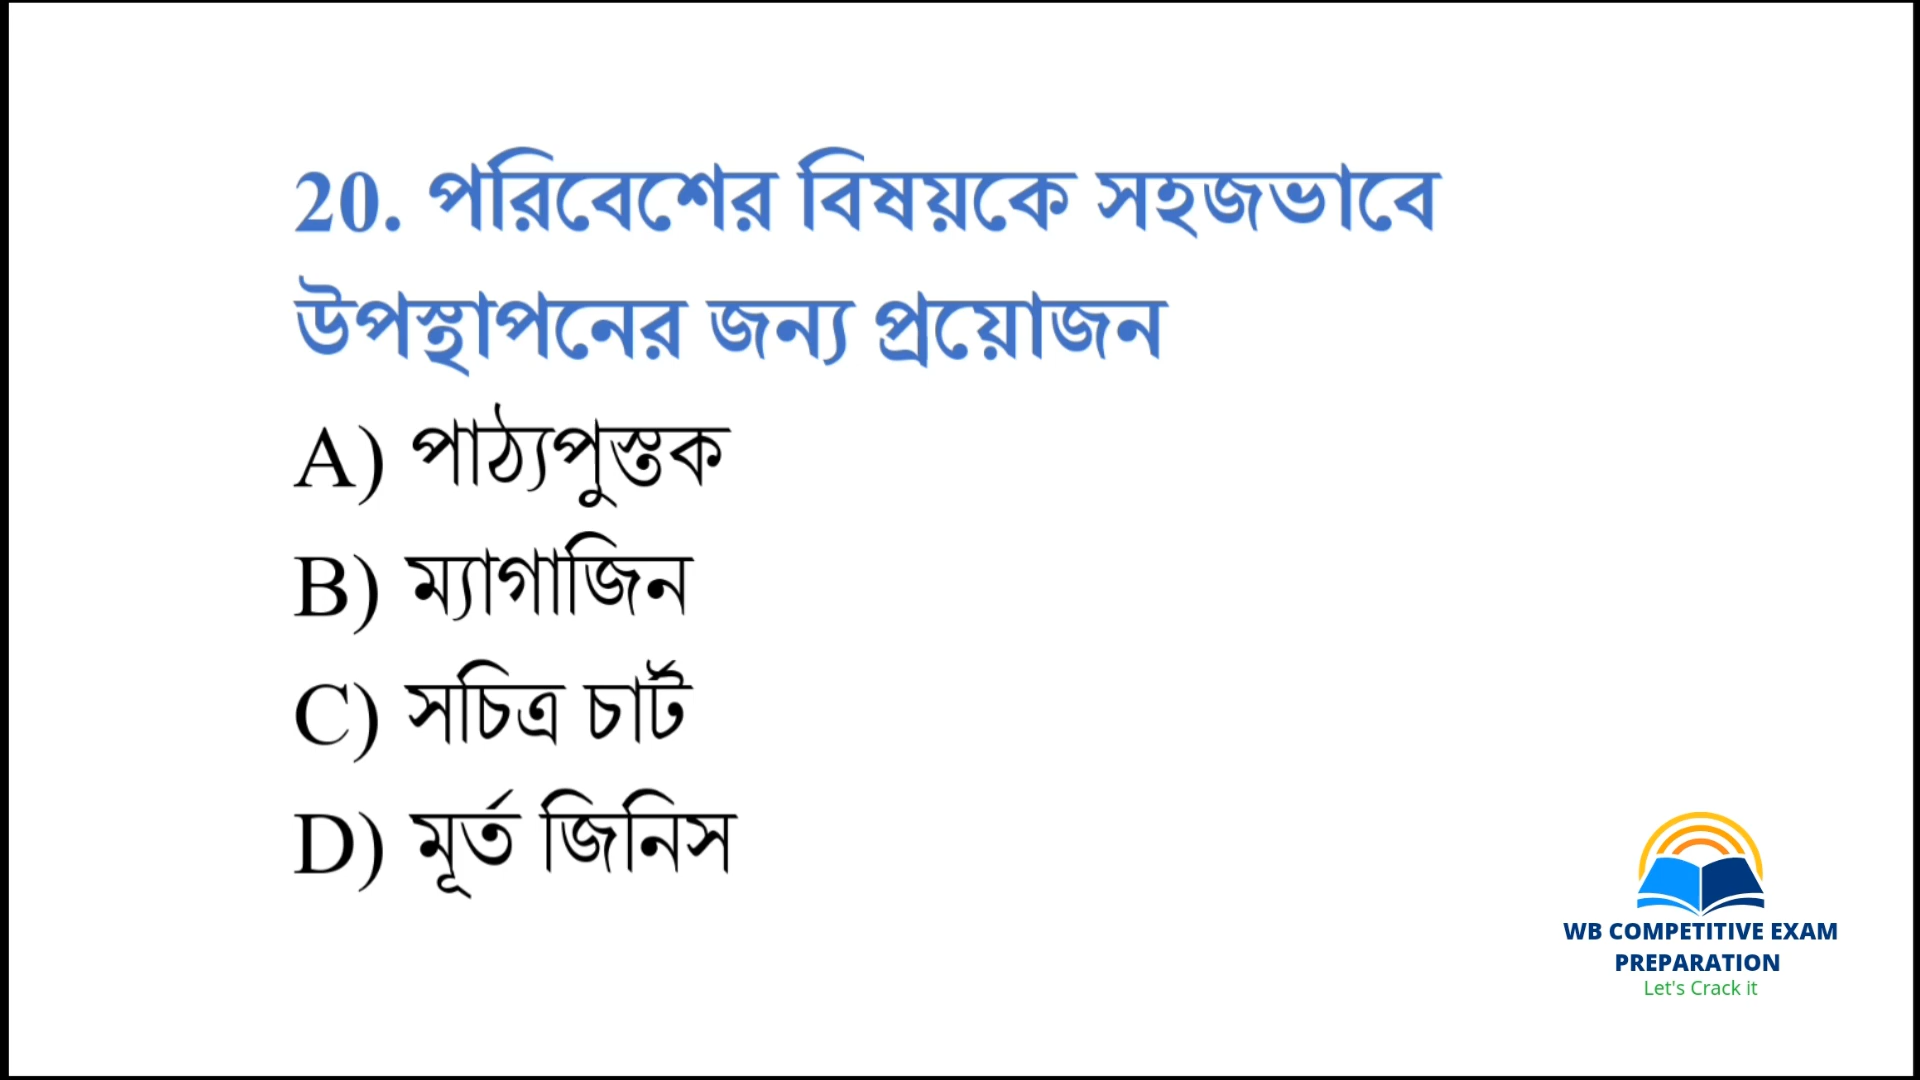 20. পরিবেশের বিষয়কে সহজভাবে
উপস্থাপনের জন্য প্রয়োজন
A) পাঠ্যপুস্তক
B) ম্যাগাজিন
C) সচিত্র চার্ট
D) মূর্ত জিনিস
WB COMPETITIVE EXAM
PREPARATION
Let's Crack it